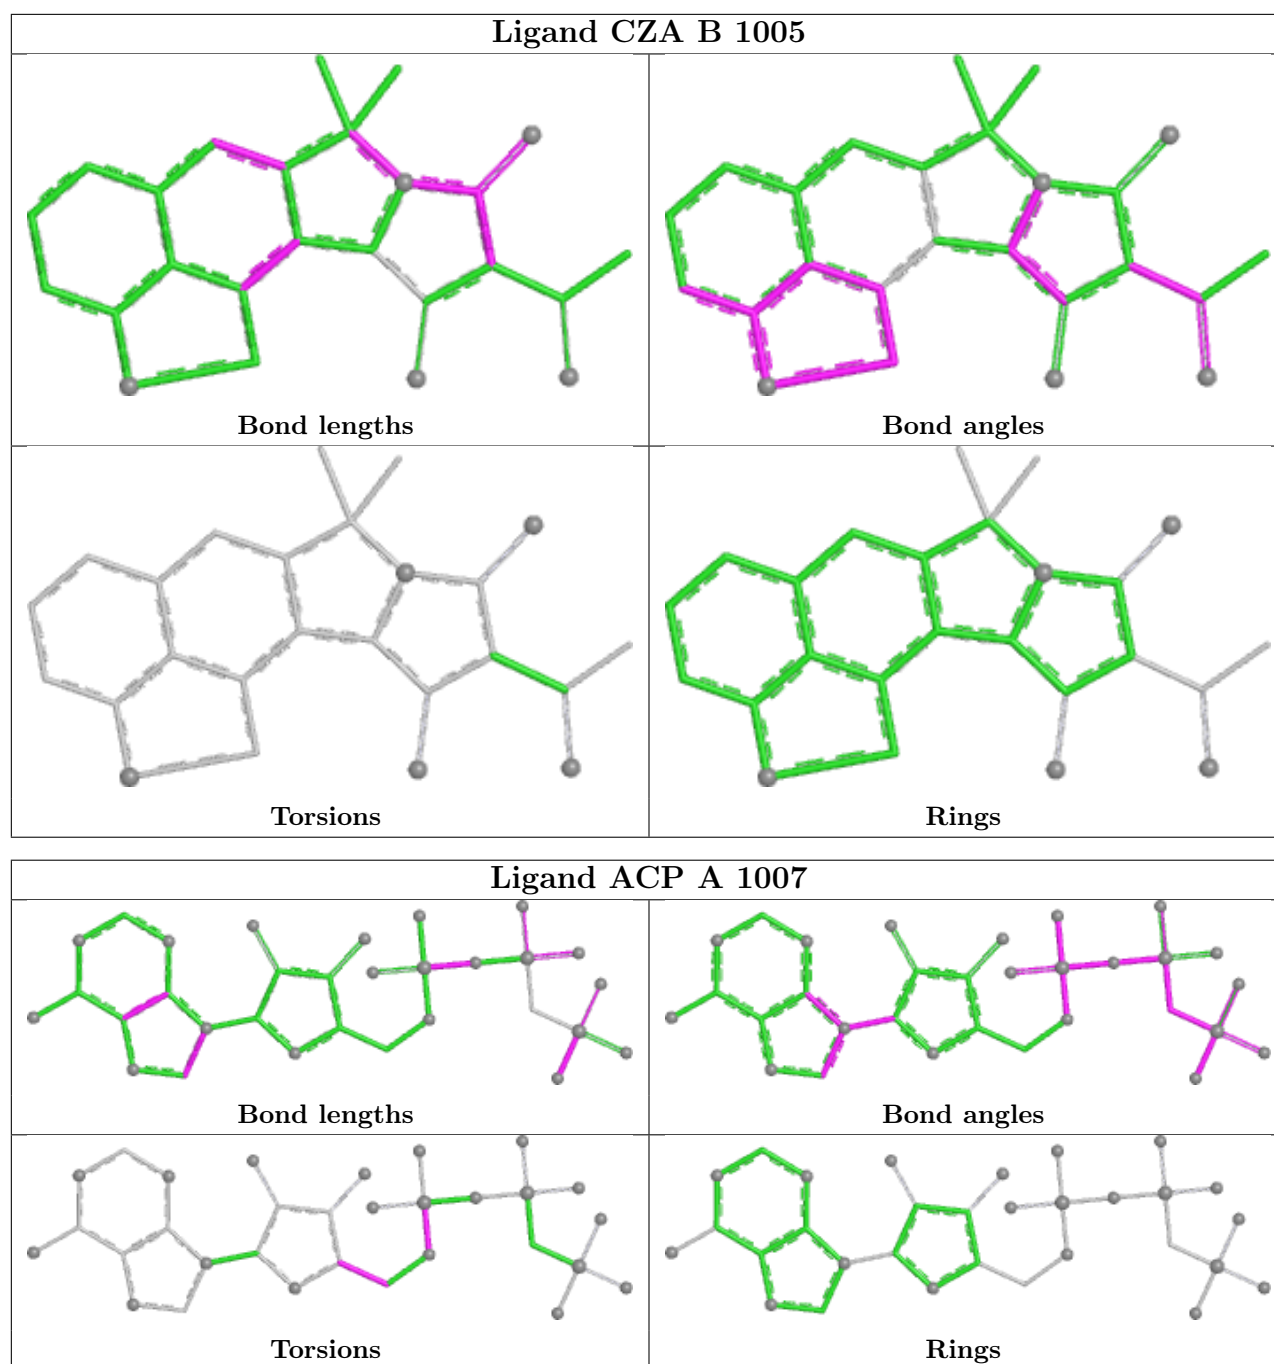 Ligand CZA B 1005
Bond lengths
Bond angles
Torsions
Rings
Ligand ACP A 1007
Bond lengths
Bond angles
Torsions
Rings